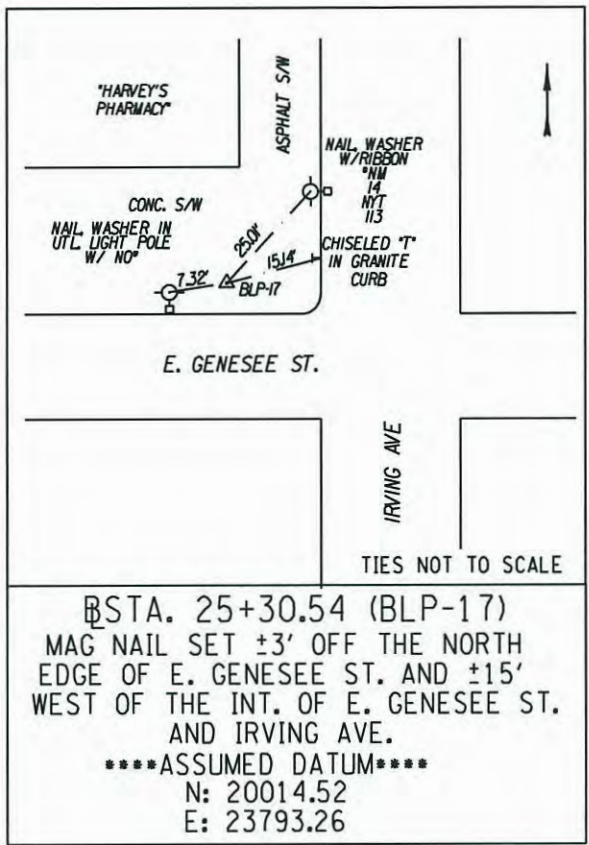 "HARVEY'S
PHARMACY"
ASPHALT S/W
NAIL, WASHER
W/RIBBON
"NM
14
NYT
113
CONC. S/W
NAIL, WASHER IN
UTL. LIGHT POLE
W/ NO#
25.01'
15.14'
7.32'
BLP-17
CHISELED "T"
IN GRANITE
CURB
E. GENESEE ST.
IRVING AVE
TIES NOT TO SCALE
BL STA. 25+30.54 (BLP-17)
MAG NAIL SET ±3' OFF THE NORTH
EDGE OF E. GENESEE ST. AND ±15'
WEST OF THE INT. OF E. GENESEE ST.
AND IRVING AVE.
****ASSUMED DATUM****
N: 20014.52
E: 23793.26